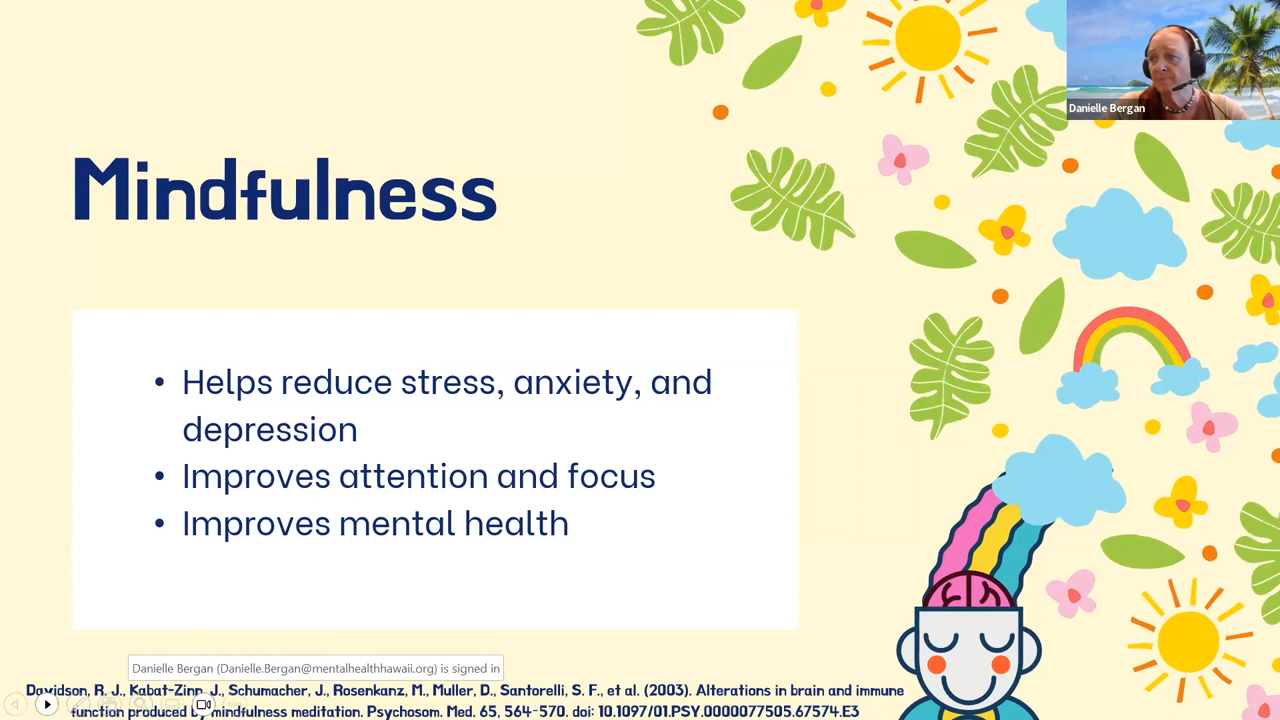 Danielle Bergan
Mindfulness
• Helps reduce stress, anxiety, and
depression
• Improves attention and focus
• Improves mental health
Danielle Bergan (Danielle.Bergan@mentalhealthhawaii.org) is signed in
Davidson, R. J., Kabat-Zinn, J., Schumacher, J., Rosenkanz, M., Muller, D., Santorelli, S. F., et al. (2003). Alterations in brain and immune
function produced by mindfulness meditation. Psychosom. Med. 65, 564-570. doi: 10.1097/01.PSY.0000077505.67574.E3